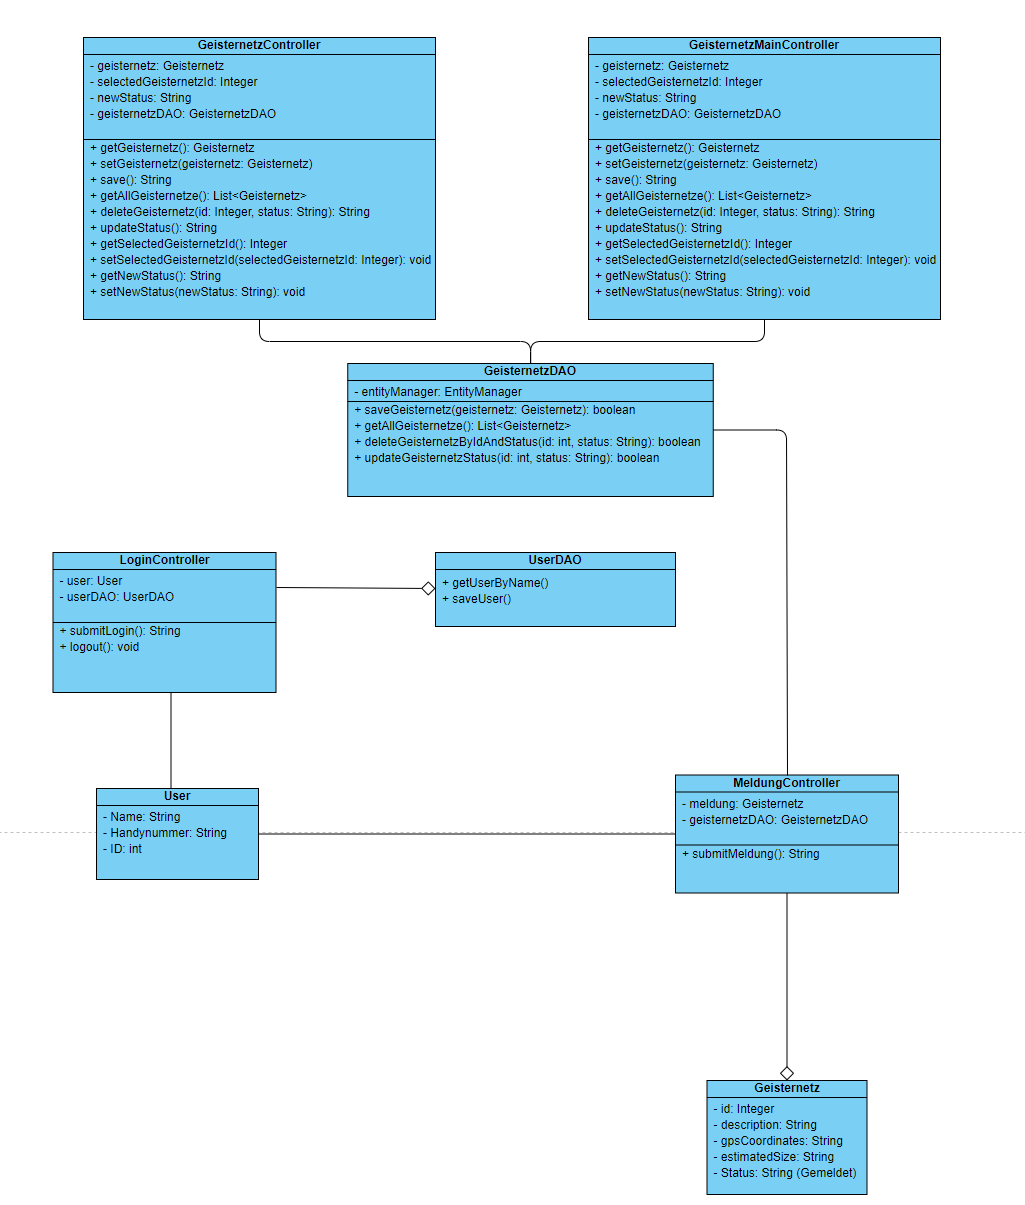 GeisternetzController
- geisternetz: Geisternetz
- selectedGeisternetzId: Integer
- newStatus: String
- geisternetzDAO: GeisternetzDAO
+ getGeisternetz(): Geisternetz
+ setGeisternetz(geisternetz: Geisternetz)
+ save(): String
+ getAllGeisternetze(): List<Geisternetz>
+ deleteGeisternetz(id: Integer, status: String): String
+ updateStatus(): String
+ getSelectedGeisternetzId(): Integer
+ setSelectedGeisternetzId(selectedGeisternetzId: Integer): void
+ getNewStatus(): String
+ setNewStatus(newStatus: String): void
GeisternetzMainController
- geisternetz: Geisternetz
- selectedGeisternetzId: Integer
- newStatus: String
- geisternetzDAO: GeisternetzDAO
+ getGeisternetz(): Geisternetz
+ setGeisternetz(geisternetz: Geisternetz)
+ save(): String
+ getAllGeisternetze(): List<Geisternetz>
+ deleteGeisternetz(id: Integer, status: String): String
+ updateStatus(): String
+ getSelectedGeisternetzId(): Integer
+ setSelectedGeisternetzId(selectedGeisternetzId: Integer): void
+ getNewStatus(): String
+ setNewStatus(newStatus: String): void
GeisternetzDAO
- entityManager: EntityManager
+ saveGeisternetz(geisternetz: Geisternetz): boolean
+ getAllGeisternetze(): List<Geisternetz>
+ deleteGeisternetzByIdAndStatus(id: int, status: String): boolean
+ updateGeisternetzStatus(id: int, status: String): boolean
LoginController
- user: User
- userDAO: UserDAO
+ submitLogin(): String
+ logout(): void
UserDAO
+ getUserByName()
+ saveUser()
User
- Name: String
- Handynummer: String
- ID: int
MeldungController
- meldung: Geisternetz
- geisternetzDAO: GeisternetzDAO
+ submitMeldung(): String
Geisternetz
- id: Integer
- description: String
- gpsCoordinates: String
- estimatedSize: String
- Status: String (Gemeldet)